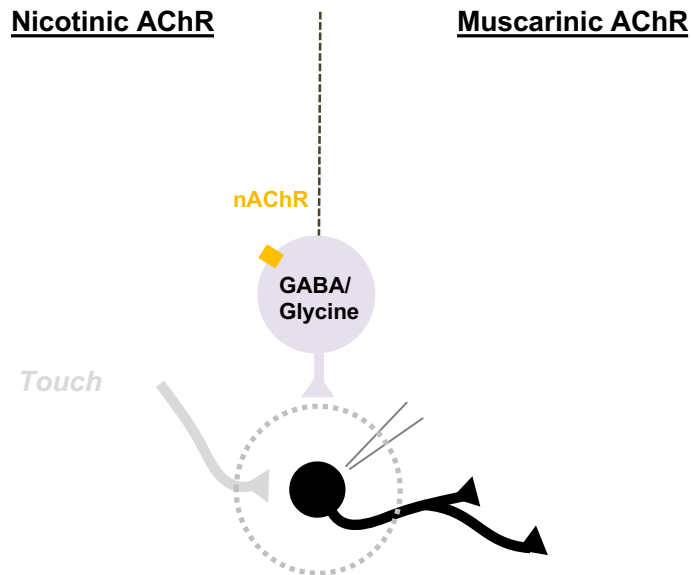 Nicotinic AChR
Muscarinic AChR
nAChR
GABA/
Glycine
Touch